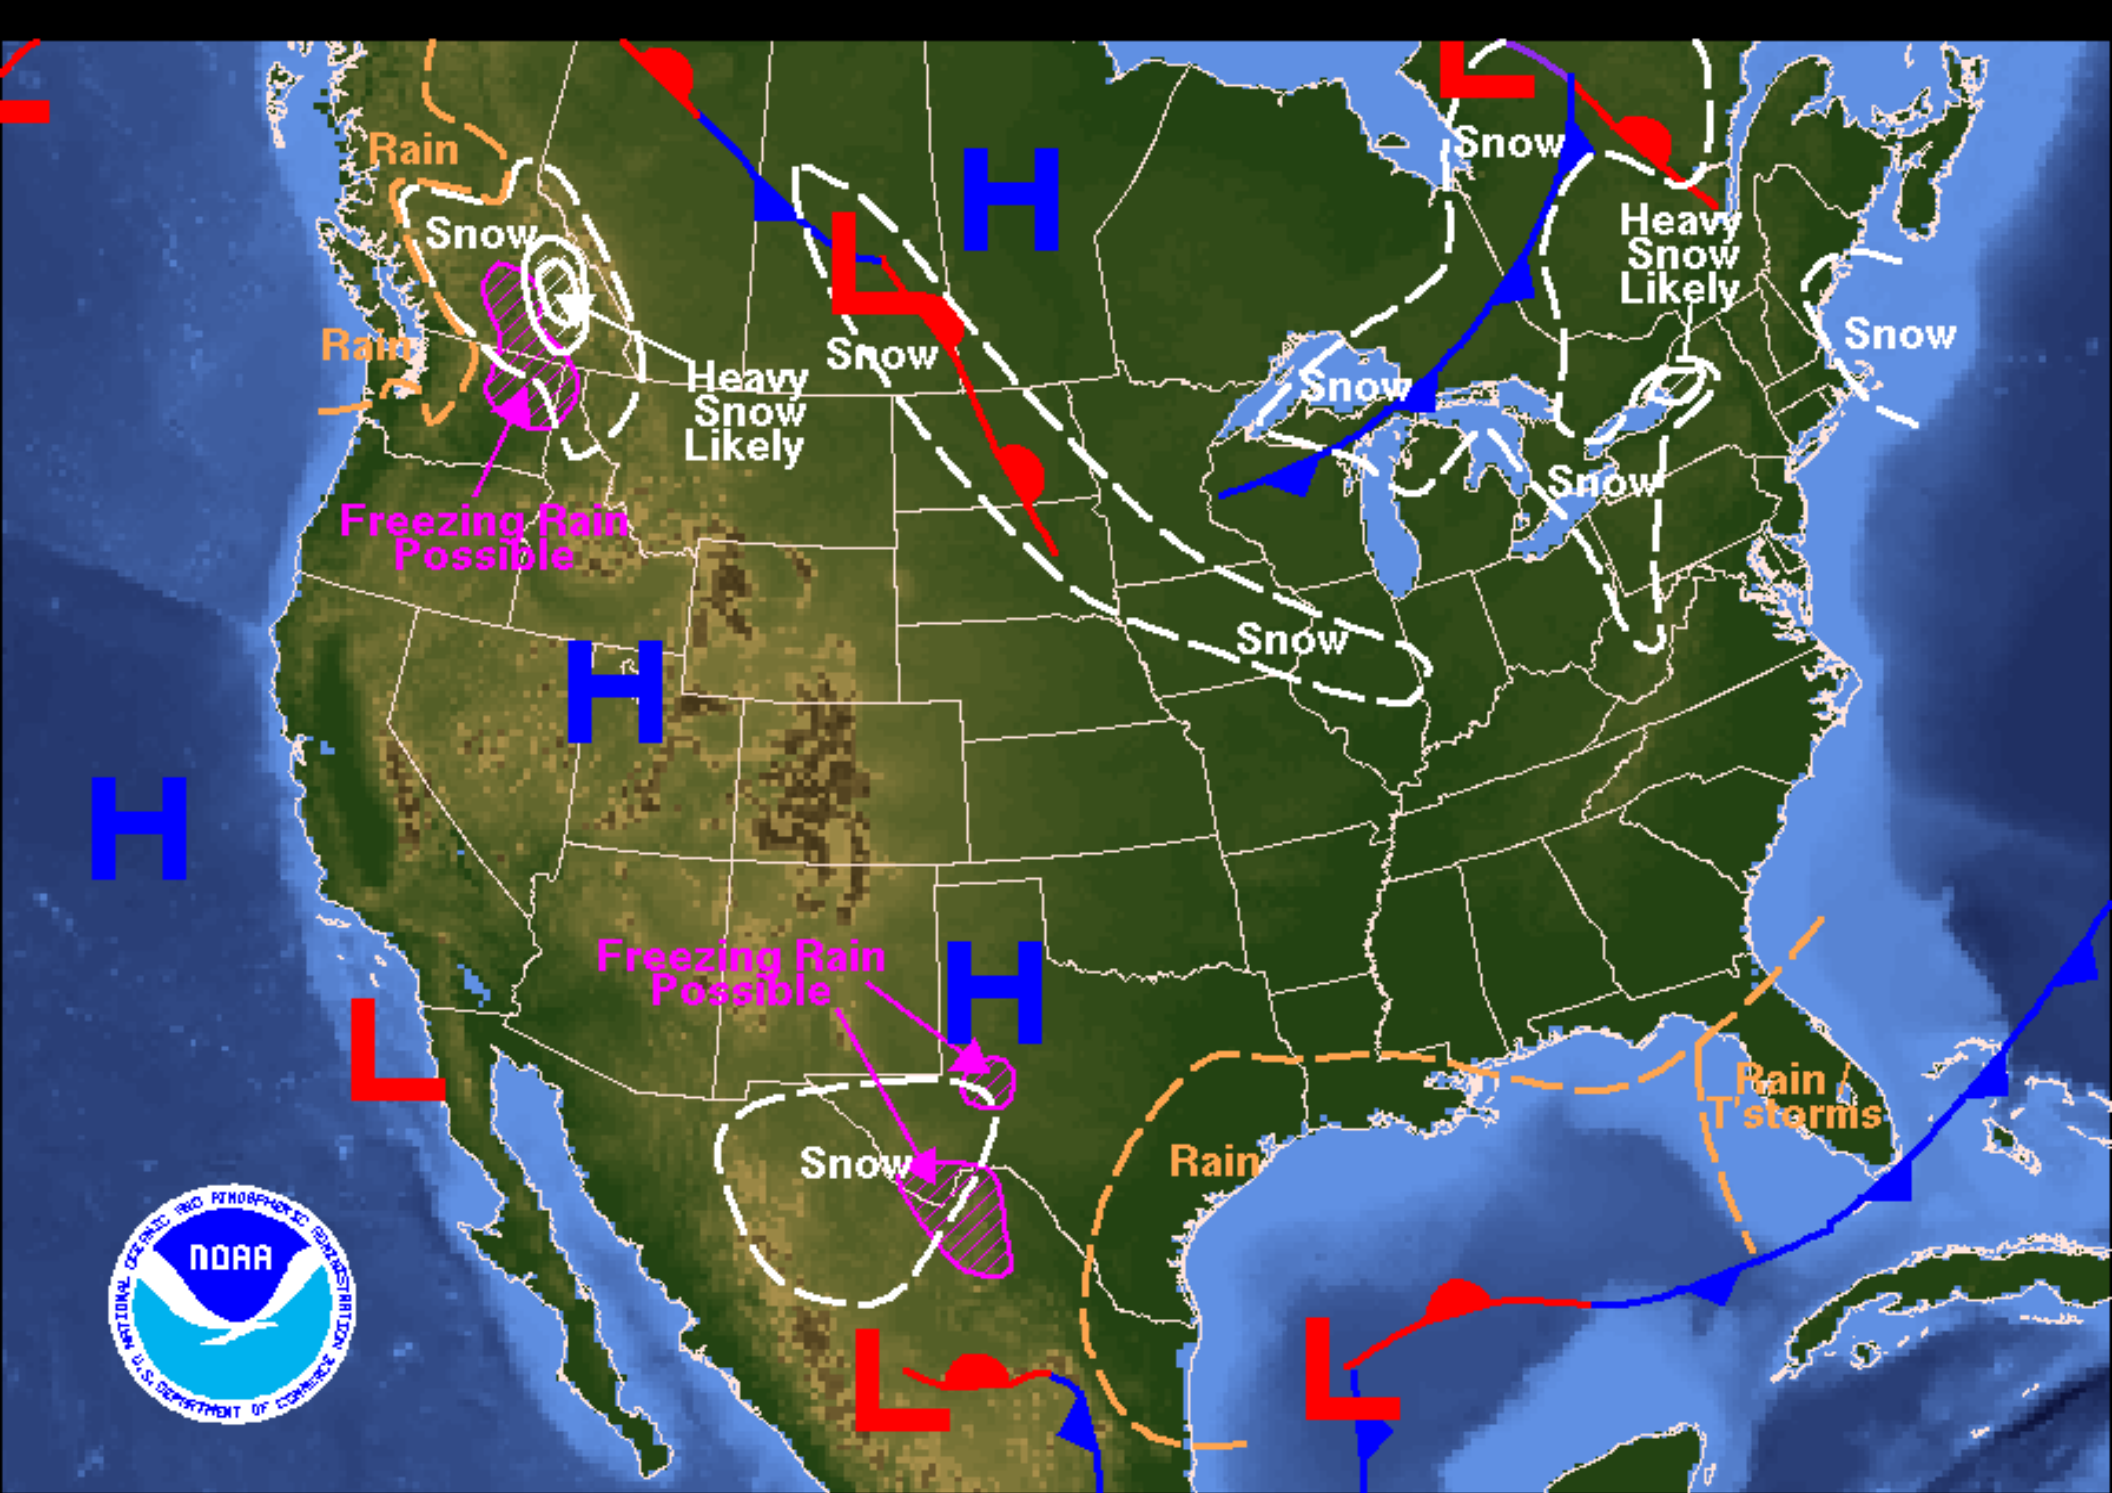 Rain
Snow
Rain
Heavy
Snow
Likely
Freezing Rain
Possible
H
H
H
L
L
Snow
H
L
Snow
Snow
Heavy
Snow
Likely
Snow
Snow
Snow
Freezing Rain
Possible
H
Snow
Rain
Rain
T'storms
L
L
NOAA
NATIONAL OCEANIC AND ATMOSPHERIC ADMINISTRATION
U.S. DEPARTMENT OF COMMERCE